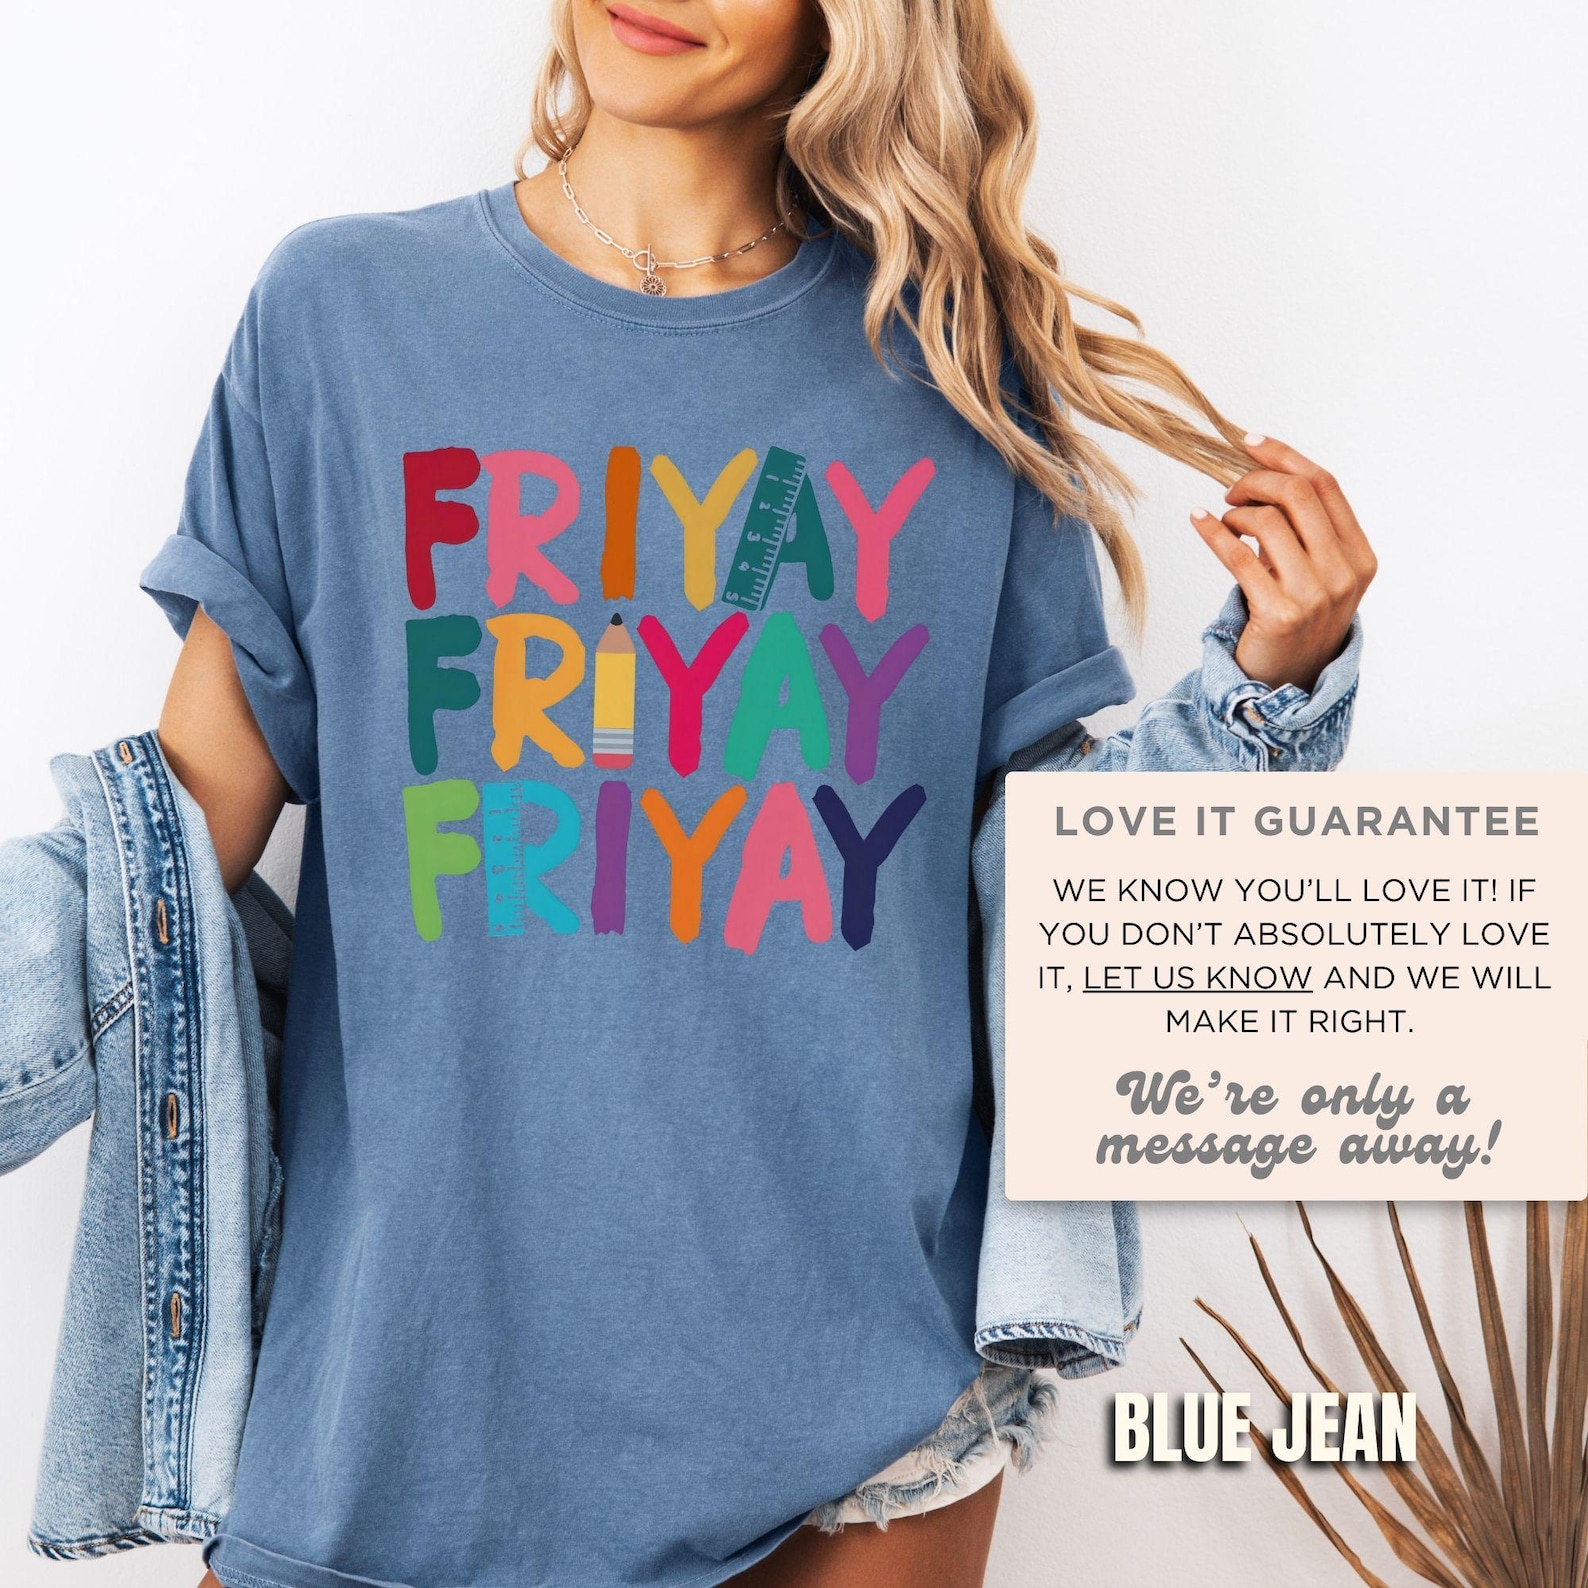 FRIYAY
FRIYAY
FRIYAY
LOVE IT GUARANTEE
WE KNOW YOU'LL LOVE IT! IF
YOU DON'T ABSOLUTELY LOVE
IT, LET US KNOW AND WE WILL
MAKE IT RIGHT.
We're only a
message away!
BLUE JEAN